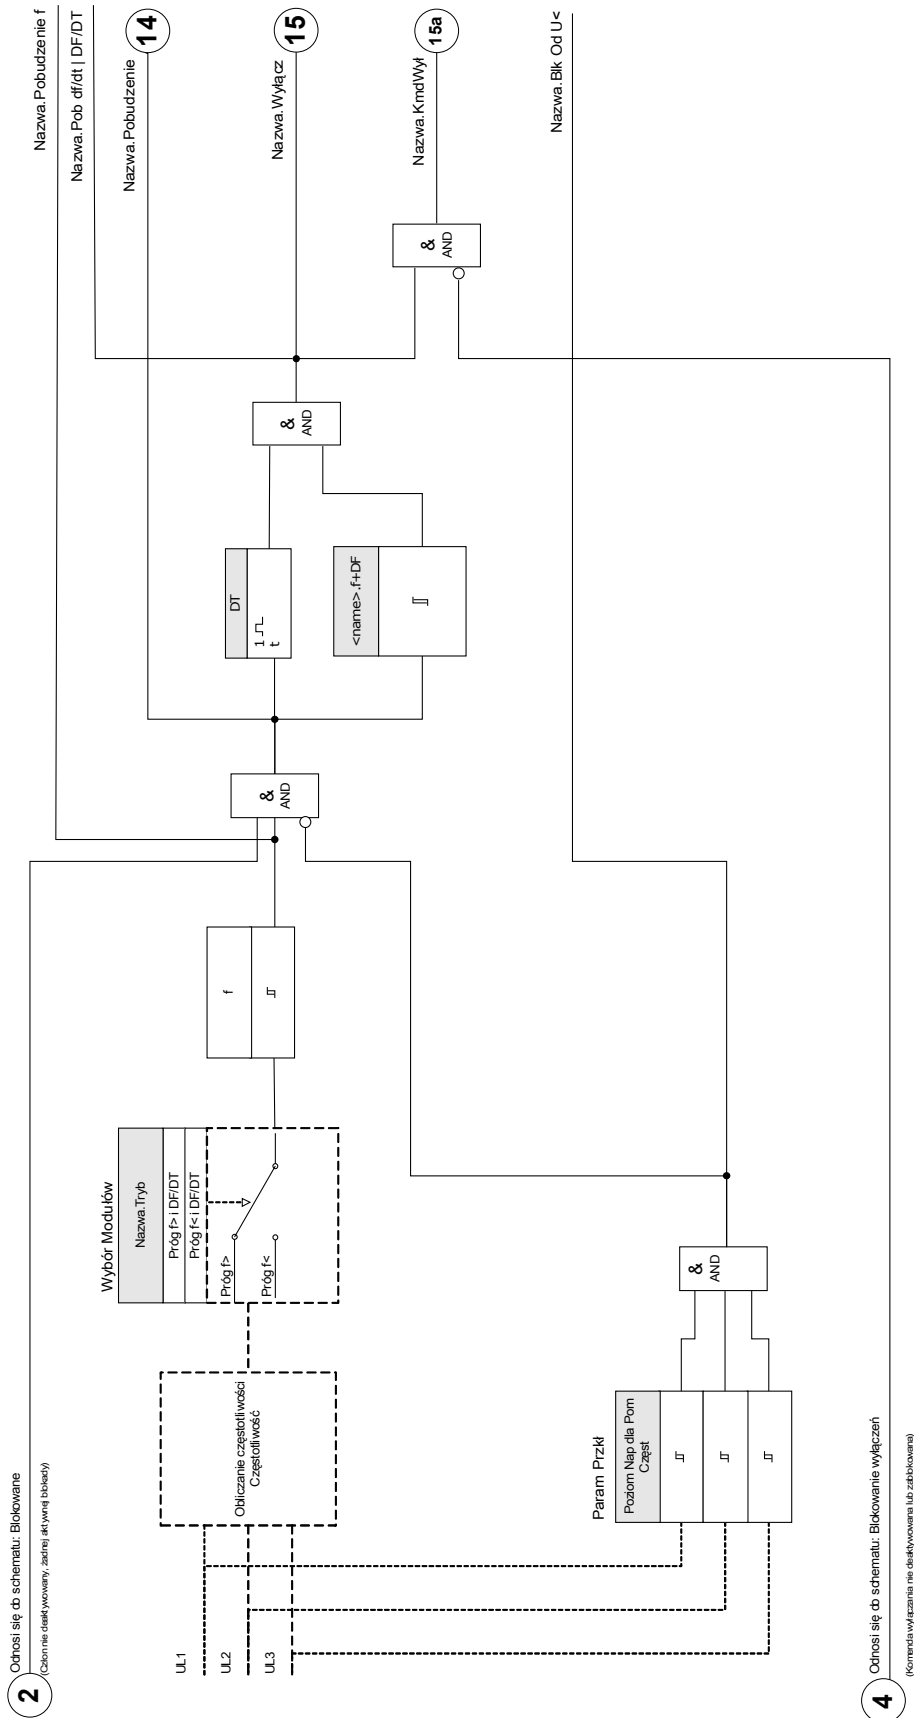 2
Odnosi się do schematu: Blokowane
(Człon nie deaktywowany, żadnej aktywnej blokady)
UL1
UL2
UL3
Obliczanie częstotliwości
Częstotliwość
Wybór Modułów
Nazwa.Tryb
Próg f> i DF/DT
Próg f< i DF/DT
Próg f>
Próg f<
f
&
AND
DT
1
t
<name>.f+DF
&
AND
&
AND
Nazwa.Pobudzenie f
Nazwa.Pob df/dt | DF/DT
Nazwa.Pobudzenie
14
Nazwa.Wyłącz
15
Nazwa.KmdWył
15a
Nazwa.Blk Od U<
Param Przkł
Poziom Nap dla Pom
Częst
&
AND
4
Odnosi się do schematu: Blokowanie wyłączeń
(Komenda wyłączania nie deaktywowana lub zablokowana)